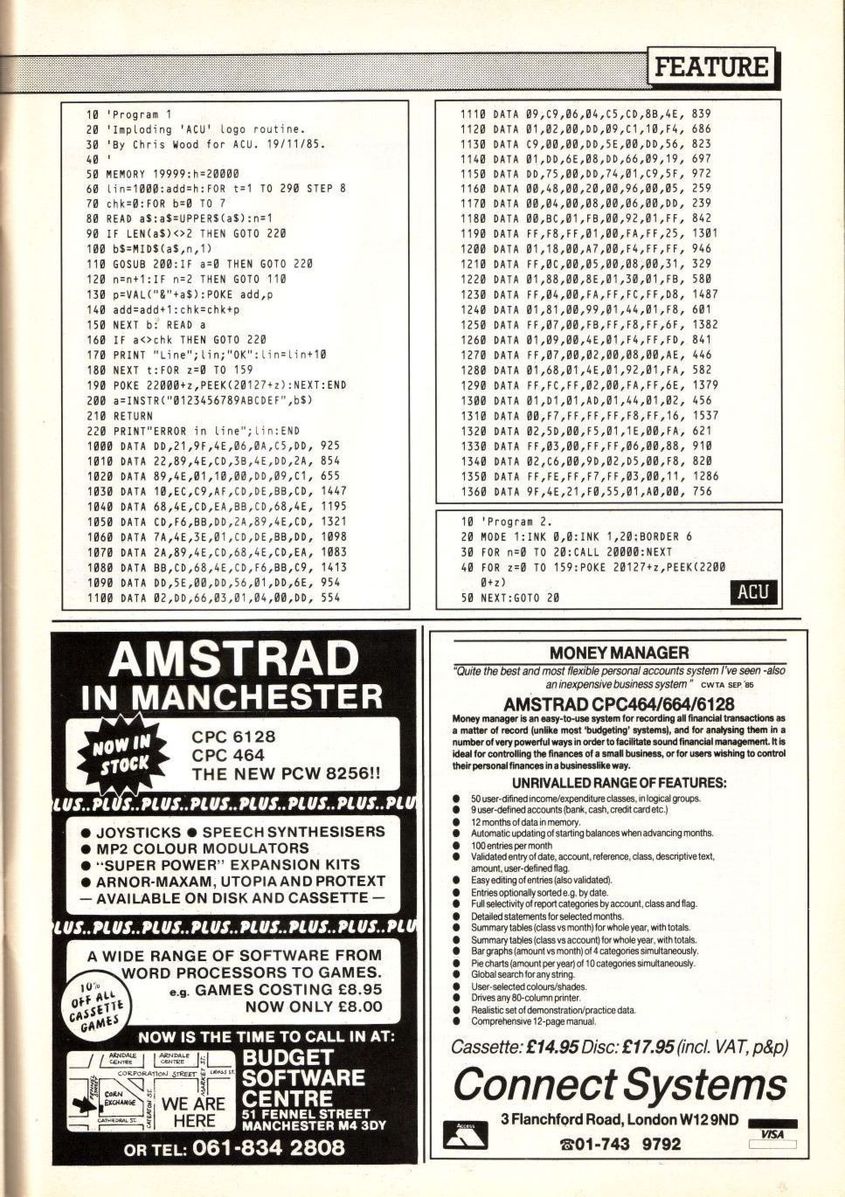 FEATURE
10 'Program 1
20 'Imploding 'ACU' logo routine.
30 'By Chris Wood for ACU. 19/11/85.
40 '
50 MEMORY 19999:h=20000
60 lin=1000:add=h:FOR t=1 TO 290 STEP 8
70 chk=0:FOR b=0 TO 7
80 READ a$:a$=UPPER$(a$):n=1
90 IF LEN(a$)<>2 THEN GOTO 220
100 b$=MID$(a$,n,1)
110 GOSUB 200:IF a=0 THEN GOTO 220
120 n=n+1:IF n=2 THEN GOTO 110
130 p=VAL("&"+a$):POKE add,p
140 add=add+1:chk=chk+p
150 NEXT b: READ a
160 IF a<>chk THEN GOTO 220
170 PRINT "Line";lin;"OK":lin=lin+10
180 NEXT t:FOR z=0 TO 159
190 POKE 22000+z,PEEK(20127+z):NEXT:END
200 a=INSTR("0123456789ABCDEF",b$)
210 RETURN
220 PRINT"ERROR in line";lin:END
1000 DATA DD,21,9F,4E,06,0A,C5,DD, 925
1010 DATA 22,89,4E,CD,3B,4E,DD,2A, 854
1020 DATA 89,4E,01,10,00,DD,09,C1, 655
1030 DATA 10,EC,C9,AF,CD,DE,BB,CD, 1447
1040 DATA 68,4E,CD,EA,BB,CD,68,4E, 1195
1050 DATA CD,F6,BB,DD,2A,89,4E,CD, 1321
1060 DATA 7A,4E,3E,01,CD,DE,BB,DD, 1098
1070 DATA 2A,89,4E,CD,68,4E,CD,EA, 1083
1080 DATA BB,CD,68,4E,CD,F6,BB,C9, 1413
1090 DATA DD,5E,00,DD,56,01,DD,6E, 954
1100 DATA 02,DD,66,03,01,04,00,DD, 554
1110 DATA 09,C9,06,04,C5,CD,8B,4E, 839
1120 DATA 01,02,00,DD,09,C1,10,F4, 686
1130 DATA C9,00,00,DD,5E,00,DD,56, 823
1140 DATA 01,DD,6E,08,DD,66,09,19, 697
1150 DATA DD,75,00,DD,74,01,C9,5F, 972
1160 DATA 00,48,00,20,00,96,00,05, 259
1170 DATA 00,04,00,08,00,06,00,DD, 239
1180 DATA 00,BC,01,FB,00,92,01,FF, 842
1190 DATA FF,F8,FF,01,00,FA,FF,25, 1301
1200 DATA 01,18,00,A7,00,F4,FF,FF, 946
1210 DATA FF,0C,00,05,00,08,00,31, 329
1220 DATA 01,88,00,8E,01,30,01,FB, 580
1230 DATA FF,04,00,FA,FF,FC,FF,D8, 1487
1240 DATA 01,81,00,99,01,44,01,F8, 601
1250 DATA FF,07,00,FB,FF,F8,FF,6F, 1382
1260 DATA 01,09,00,4E,01,F4,FF,FD, 841
1270 DATA FF,07,00,02,00,08,00,AE, 446
1280 DATA 01,68,01,4E,01,92,01,FA, 582
1290 DATA FF,FC,FF,02,00,FA,FF,6E, 1379
1300 DATA 01,D1,01,AD,01,44,01,02, 456
1310 DATA 00,F7,FF,FF,FF,F8,FF,16, 1537
1320 DATA 02,5D,00,F5,01,1E,00,FA, 621
1330 DATA FF,03,00,FF,FF,06,00,88, 910
1340 DATA 02,C6,00,9D,02,D5,00,F8, 820
1350 DATA FF,FE,FF,F7,FF,03,00,11, 1286
1360 DATA 9F,4E,21,F0,55,01,A0,00, 756
10 'Program 2.
20 MODE 1:INK 0,0:INK 1,20:BORDER 6
30 FOR n=0 TO 20:CALL 20000:NEXT
40 FOR z=0 TO 159:POKE 20127+z,PEEK(2200
0+z)
50 NEXT:GOTO 20
ACU
AMSTRAD
IN MANCHESTER
NOW IN
STOCK
CPC 6128
CPC 464
THE NEW PCW 8256!!
LUS..PLUS..PLUS..PLUS..PLUS..PLUS..PLUS..PLU
● JOYSTICKS ● SPEECH SYNTHESISERS
● MP2 COLOUR MODULATORS
● "SUPER POWER" EXPANSION KITS
● ARNOR-MAXAM, UTOPIA AND PROTEXT
— AVAILABLE ON DISK AND CASSETTE —
LUS..PLUS..PLUS..PLUS..PLUS..PLUS..PLUS..PLU
A WIDE RANGE OF SOFTWARE FROM
WORD PROCESSORS TO GAMES.
e.g. GAMES COSTING £8.95
NOW ONLY £8.00
10%
OFF ALL
CASSETTE
GAMES
NOW IS THE TIME TO CALL IN AT:
ARNDALE
CENTRE
ARNDALE
CENTRE
CORPORATION STREET
MARKET ST.
FENNEL STREET
CORN
EXCHANGE
CATEATON ST.
CATHEDRAL ST.
WE ARE
HERE
BUDGET
SOFTWARE
CENTRE
51 FENNEL STREET
MANCHESTER M4 3DY
OR TEL: 061-834 2808
MONEY MANAGER
"Quite the best and most flexible personal accounts system I've seen -also
an inexpensive business system" CWTA SEP '85
AMSTRAD CPC464/664/6128
Money manager is an easy-to-use system for recording all financial transactions as
a matter of record (unlike most 'budgeting' systems), and for analysing them in a
number of very powerful ways in order to facilitate sound financial management. It is
ideal for controlling the finances of a small business, or for users wishing to control
their personal finances in a businesslike way.
UNRIVALLED RANGE OF FEATURES:
● 50 user-difined income/expenditure classes, in logical groups.
● 9 user-defined accounts (bank, cash, credit card etc.)
● 12 months of data in memory.
● Automatic updating of starting balances when advancing months.
● 100 entries per month
● Validated entry of date, account, reference, class, descriptive text,
amount, user-defined flag.
● Easy editing of entries (also validated).
● Entries optionally sorted e.g. by date.
● Full selectivity of report categories by account, class and flag.
● Detailed statements for selected months.
● Summary tables (class vs month) for whole year, with totals.
● Summary tables (class vs account) for whole year, with totals.
● Bar graphs (amount vs month) of 4 categories simultaneously.
● Pie charts (amount per year) of 10 categories simultaneously.
● Global search for any string.
● User-selected colours/shades.
● Drives any 80-column printer.
● Realistic set of demonstration/practice data.
● Comprehensive 12-page manual.
Cassette: £14.95 Disc: £17.95 (incl. VAT, p&p)
Connect Systems
3 Flanchford Road, London W12 9ND
☎01-743 9792
Access
VISA